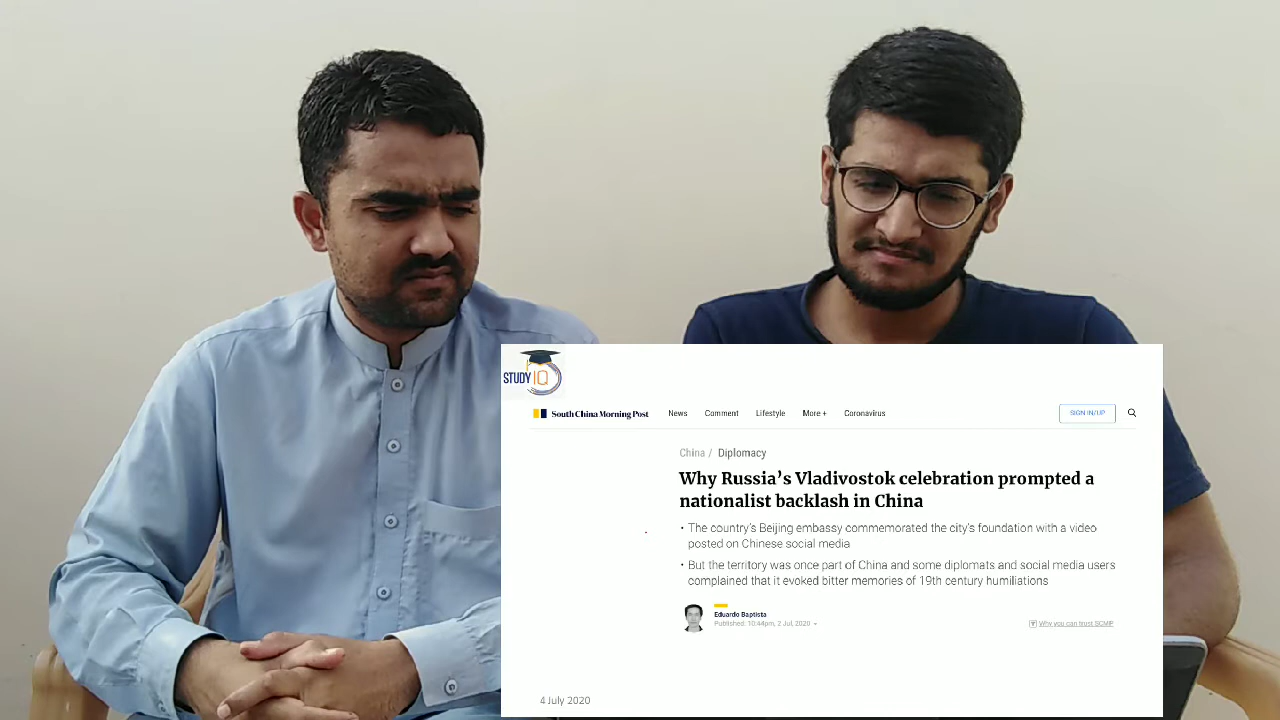 STUDY IQ
South China Morning Post News Comment Lifestyle More + Coronavirus SIGN IN/UP
China / Diplomacy
Why Russia's Vladivostok celebration prompted a
nationalist backlash in China
• The country's Beijing embassy commemorated the city's foundation with a video
posted on Chinese social media
• But the territory was once part of China and some diplomats and social media users
complained that it evoked bitter memories of 19th century humiliations
Eduardo Baptista
Published: 10:44pm, 2 Jul, 2020
Why you can trust SCMP
4 July 2020